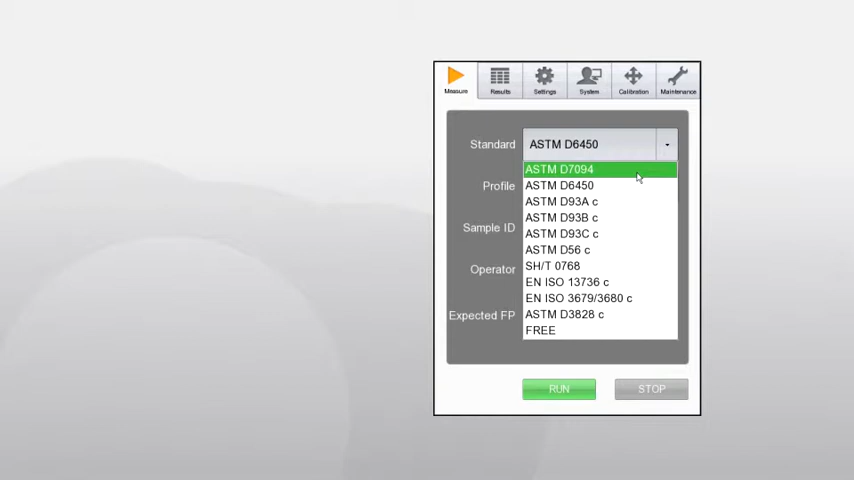 Measure Results Settings System Calibration Maintenance
Standard ASTM D6450
ASTM D7094
Profile ASTM D6450
ASTM D93A c
ASTM D93B c
Sample ID
ASTM D93C c
ASTM D56 c
Operator SH/T 0768
EN ISO 13736 c
EN ISO 3679/3680 c
Expected FP ASTM D3828 c
FREE
RUN STOP